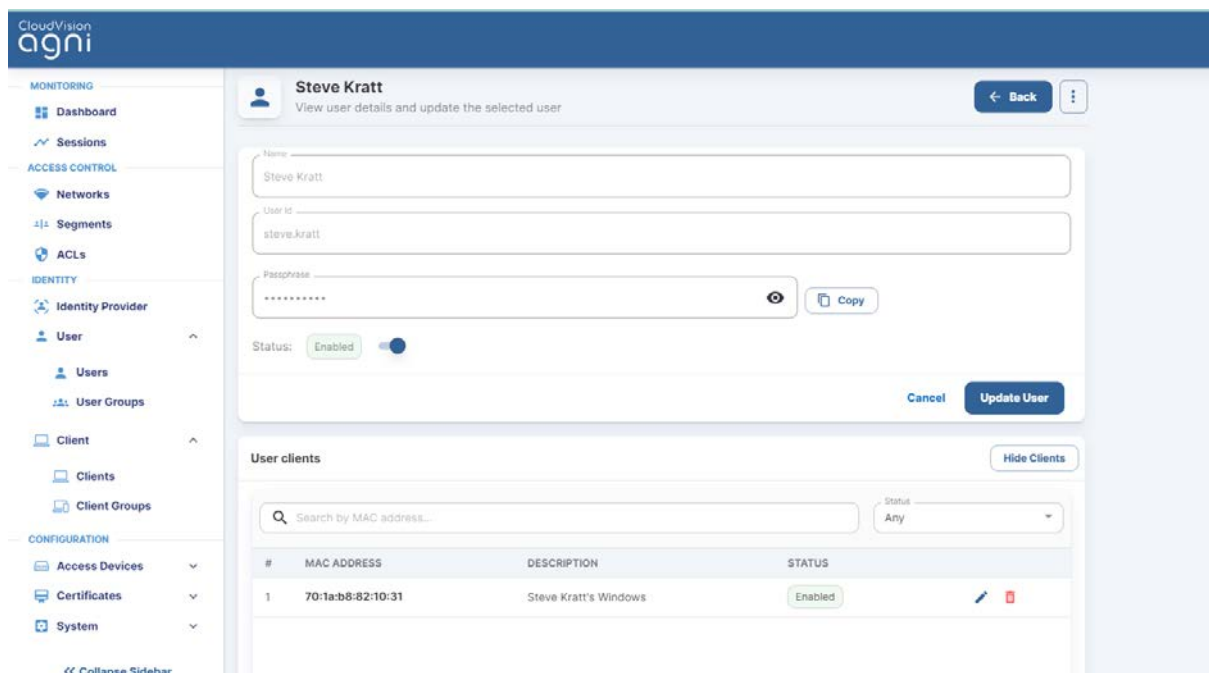 CloudVision
agni
MONITORING
Dashboard
Sessions
ACCESS CONTROL
Networks
Segments
ACLs
IDENTITY
Identity Provider
User
Users
User Groups
Client
Clients
Client Groups
CONFIGURATION
Access Devices
Certificates
System
Collapse Sidebar
Steve Kratt
View user details and update the selected user
Back
Name
Steve Kratt
User Id
steve.kratt
Passphrase
••••••••••
Copy
Status: Enabled
Cancel Update User
User clients Hide Clients
Search by MAC address...
Status
Any
# MAC ADDRESS DESCRIPTION STATUS
1 70:1a:b8:82:10:31 Steve Kratt's Windows Enabled